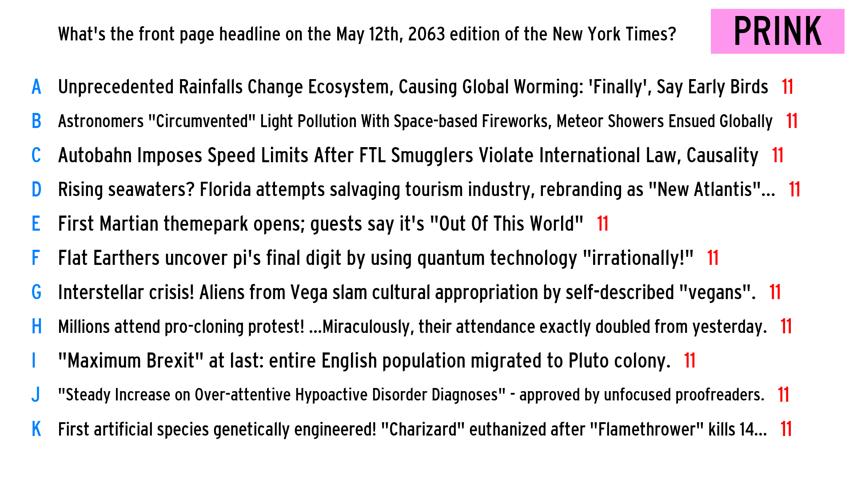 What's the front page headline on the May 12th, 2063 edition of the New York Times?
PRINK
A Unprecedented Rainfalls Change Ecosystem, Causing Global Worming: 'Finally', Say Early Birds 11
B Astronomers "Circumvented" Light Pollution With Space-based Fireworks, Meteor Showers Ensued Globally 11
C Autobahn Imposes Speed Limits After FTL Smugglers Violate International Law, Causality 11
D Rising seawaters? Florida attempts salvaging tourism industry, rebranding as "New Atlantis"... 11
E First Martian themepark opens; guests say it's "Out Of This World" 11
F Flat Earthers uncover pi's final digit by using quantum technology "irrationally!" 11
G Interstellar crisis! Aliens from Vega slam cultural appropriation by self-described "vegans". 11
H Millions attend pro-cloning protest! ...Miraculously, their attendance exactly doubled from yesterday. 11
I "Maximum Brexit" at last: entire English population migrated to Pluto colony. 11
J "Steady Increase on Over-attentive Hypoactive Disorder Diagnoses" - approved by unfocused proofreaders. 11
K First artificial species genetically engineered! "Charizard" euthanized after "Flamethrower" kills 14... 11